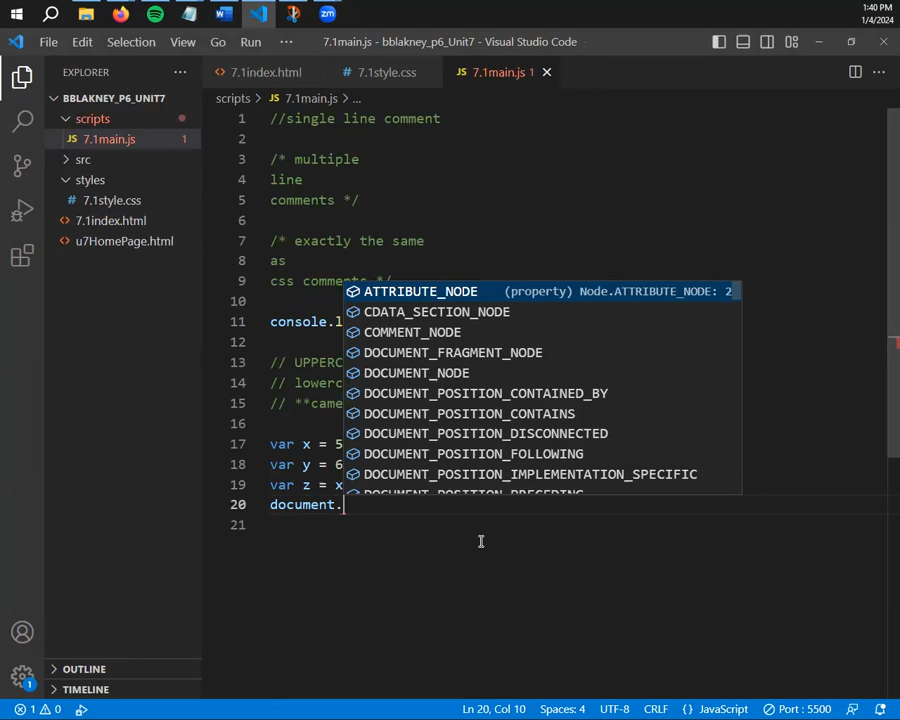 1:40 PM
1/4/2024
File Edit Selection View Go Run ... 7.1main.js - bblakney_p6_Unit7 - Visual Studio Code
EXPLORER
<> 7.1index.html # 7.1style.css JS 7.1main.js 1
BBLAKNEY_P6_UNIT7
scripts > JS 7.1main.js > ...
scripts
JS 7.1main.js 1
src
styles
# 7.1style.css
<> 7.1index.html
<> u7HomePage.html
1 //single line comment
2
3 /* multiple
4 line
5 comments */
6
7 /* exactly the same
8 as
9 css comments */
10
11 console.l
12
13 // UPPERC
14 // lowerc
15 // **came
16
17 var x = 5
18 var y = 6
19 var z = x
20 document.
21
ATTRIBUTE_NODE (property) Node.ATTRIBUTE_NODE: 2
CDATA_SECTION_NODE
COMMENT_NODE
DOCUMENT_FRAGMENT_NODE
DOCUMENT_NODE
DOCUMENT_POSITION_CONTAINED_BY
DOCUMENT_POSITION_CONTAINS
DOCUMENT_POSITION_DISCONNECTED
DOCUMENT_POSITION_FOLLOWING
DOCUMENT_POSITION_IMPLEMENTATION_SPECIFIC
DOCUMENT_POSITION_PRECEDING
OUTLINE
TIMELINE
1
1 0 Ln 20, Col 10 Spaces: 4 UTF-8 CRLF {} JavaScript Port : 5500